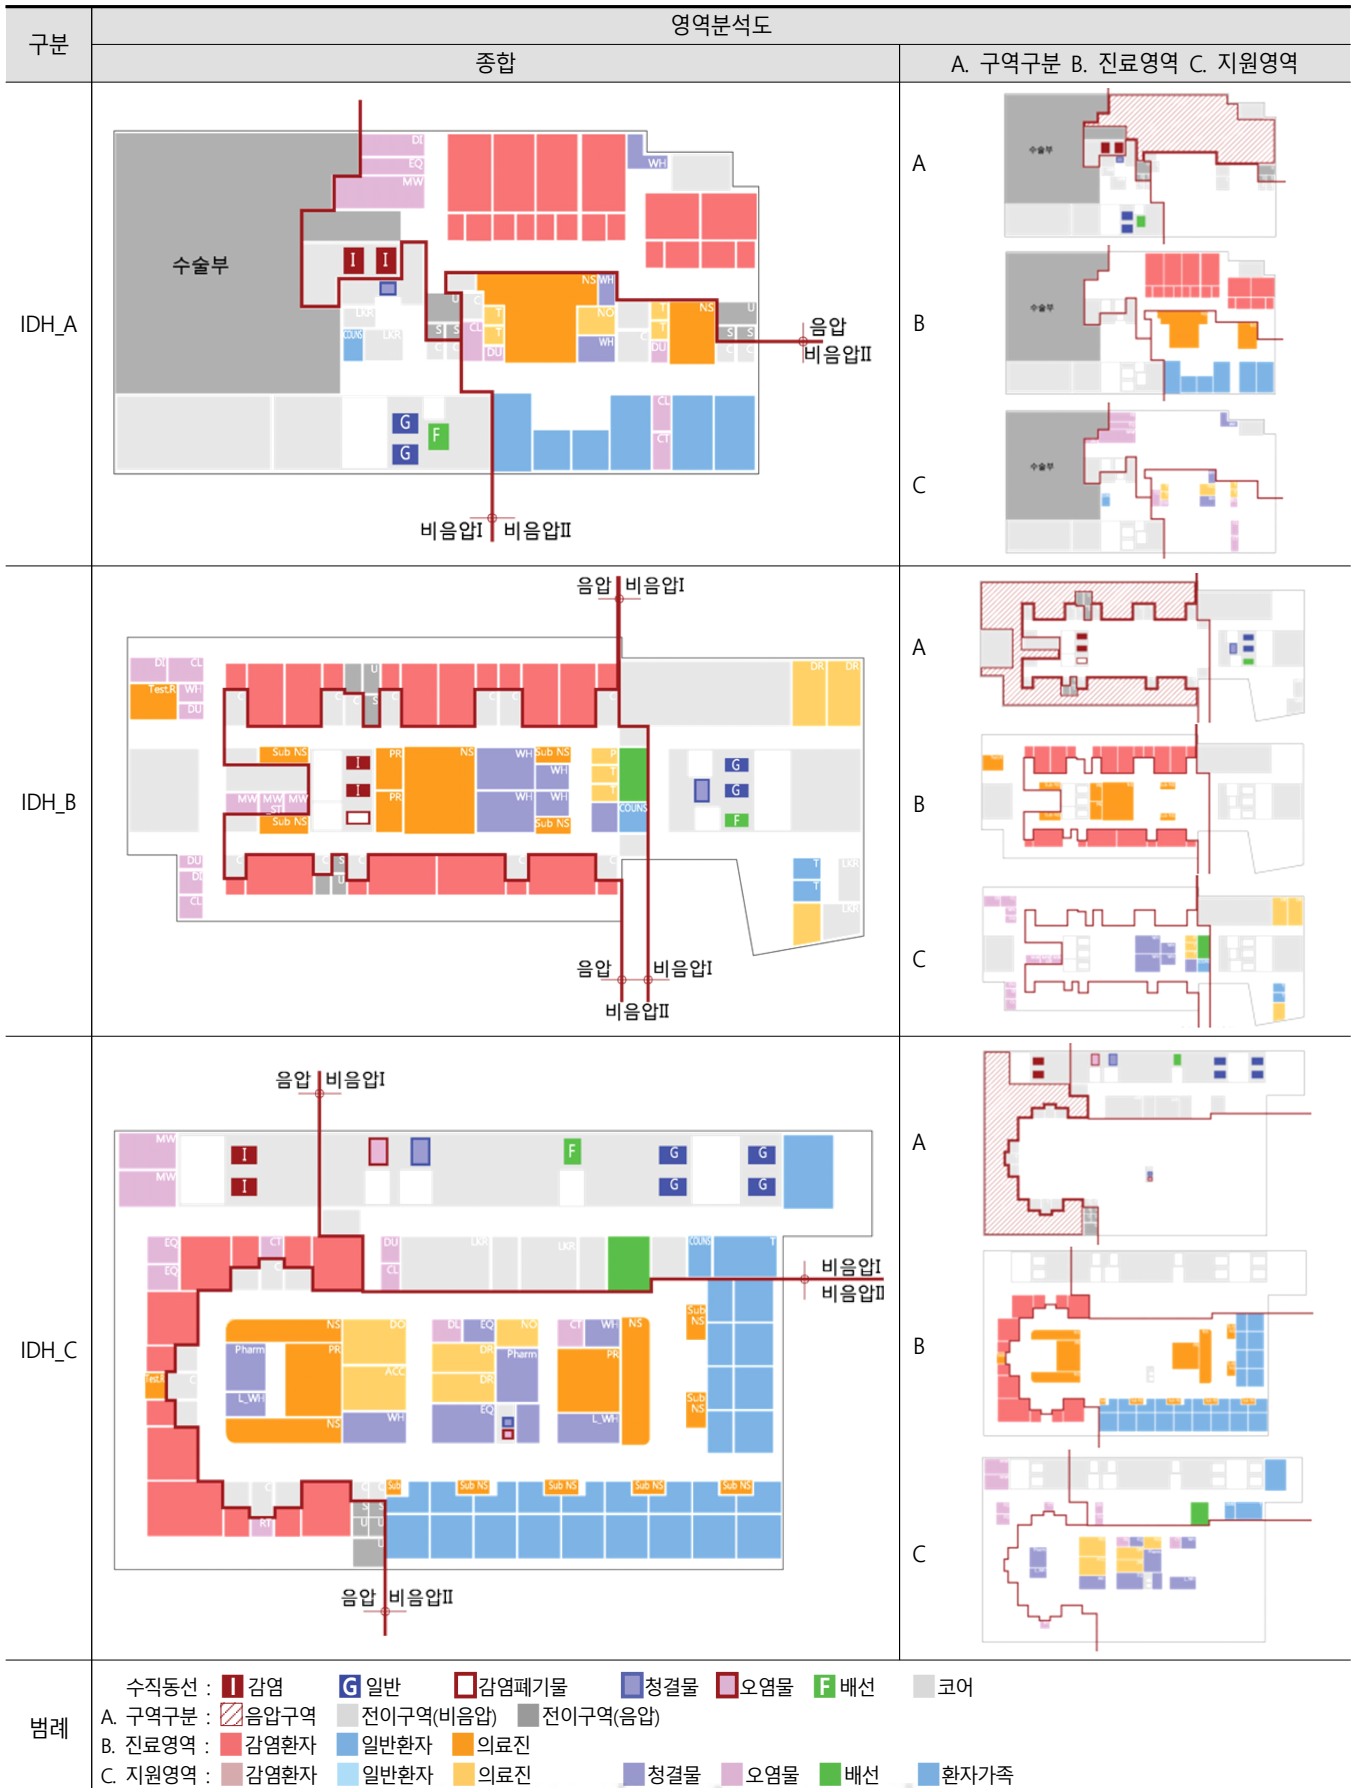 구분
영역분석도
종합
A. 구역구분 B. 진료영역 C. 지원영역
IDH_A
수술부
DI
EQ
MW
WH
I I
LKR
COUNS LKR
U
S S
C C
C
CL
T
T
DU
NS WH
NO
WH
C
T
T
DU
NS
U
S S
C C
음압
비음압II
G
G
F
CL
CT
비음압I 비음압II
A
수술부
B
수술부
C
수술부
IDH_B
음압 비음압I
DI CL
Test.R WH
DU
U
C C S C C C
DR DR
Sub NS
I
I
PR
PR
NS
WH
WH
Sub NS
WH
WH
Sub NS
P
T
T
COUNS
MW MW MW
_ST
Sub NS
G
G
F
DU
DI
CL
C C S C C C
U
T
T
LKR
LKR
음압 비음압I
비음압II
A
B
C
IDH_C
음압 비음압I
MW
MW
I
I
F
G G
G G
EQ
EQ
CT
C
DU
CL
LKR
LKR
COUNS T
비음압I
비음압II
NS
Pharm
L_WH
PR
NS
DO
ACC
WH
DL EQ NO
DR
DR
Pharm
EQ
CT WH
PR
L_WH
NS
Sub
NS
Sub
NS
Test.R
C
C C
C C
S S
U U
U
RT
Sub
Sub NS
Sub NS
Sub NS
Sub NS
음압 비음압II
A
B
C
범례
수직동선 : I 감염 G 일반 감염폐기물 청결물 오염물 F 배선 코어
A. 구역구분 : 음압구역 전이구역(비음압) 전이구역(음압)
B. 진료영역 : 감염환자 일반환자 의료진
C. 지원영역 : 감염환자 일반환자 의료진 청결물 오염물 배선 환자가족